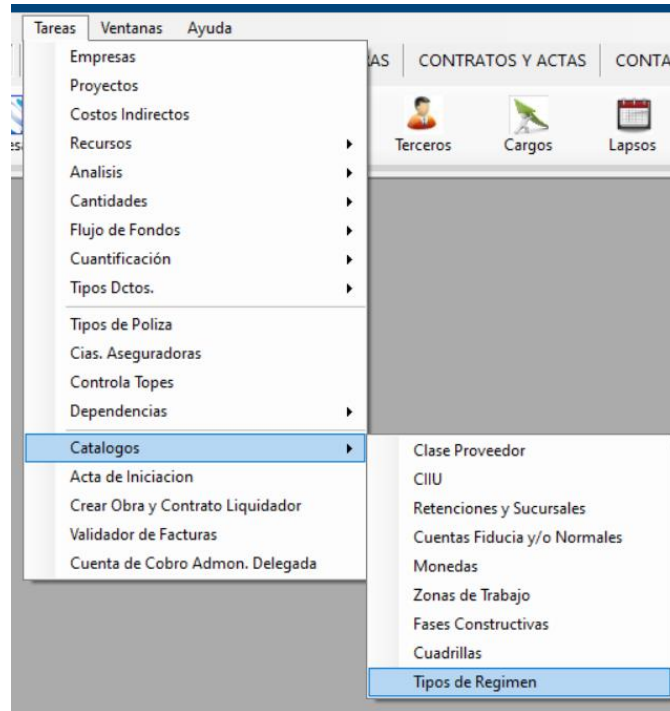 Tareas Ventanas Ayuda
CONTRATOS Y ACTAS
Terceros Cargos Lapsos
Empresas
Proyectos
Costos Indirectos
Recursos
Analisis
Cantidades
Flujo de Fondos
Cuantificación
Tipos Dctos.
Tipos de Poliza
Cias. Aseguradoras
Controla Topes
Dependencias
Catalogos
Acta de Iniciacion
Crear Obra y Contrato Liquidador
Validador de Facturas
Cuenta de Cobro Admon. Delegada
Clase Proveedor
CIIU
Retenciones y Sucursales
Cuentas Fiducia y/o Normales
Monedas
Zonas de Trabajo
Fases Constructivas
Cuadrillas
Tipos de Regimen